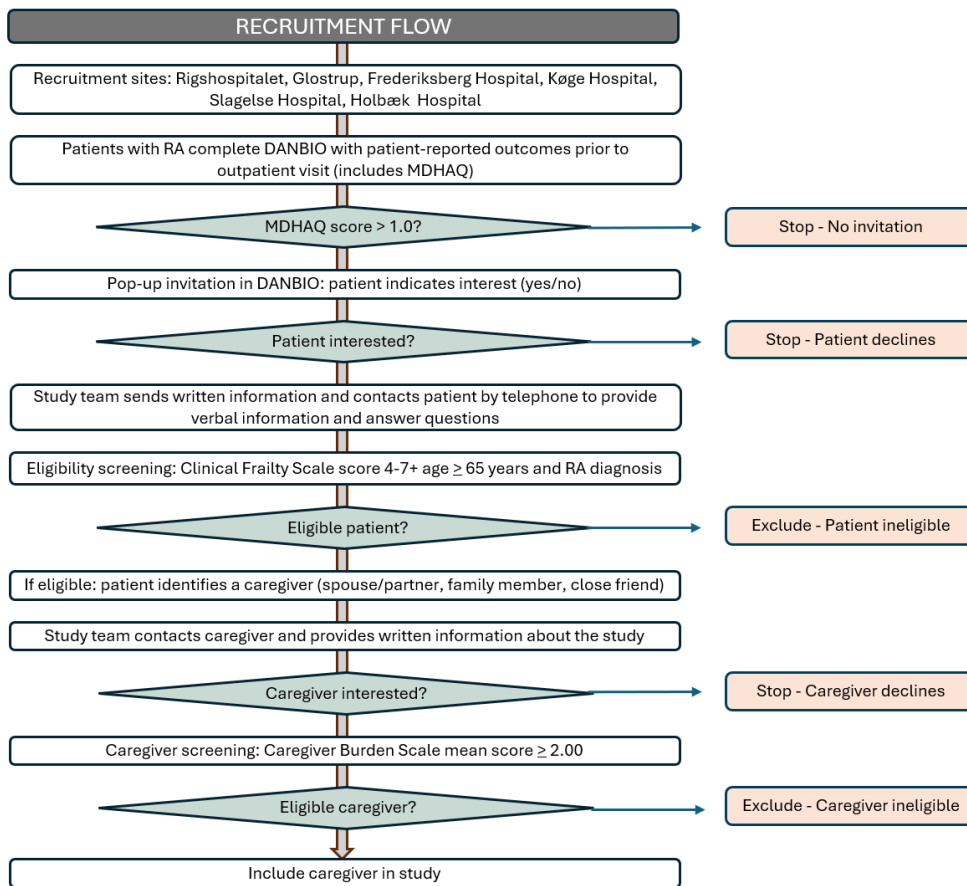 RECRUITMENT FLOW
Recruitment sites: Rigshospitalet, Glostrup, Frederiksberg Hospital, Køge Hospital,
Slagelse Hospital, Holbæk Hospital
Patients with RA complete DANBIO with patient-reported outcomes prior to
outpatient visit (includes MDHAQ)
MDHAQ score > 1.0?
Stop - No invitation
Pop-up invitation in DANBIO: patient indicates interest (yes/no)
Patient interested?
Stop - Patient declines
Study team sends written information and contacts patient by telephone to provide
verbal information and answer questions
Eligibility screening: Clinical Frailty Scale score 4-7+ age ≥ 65 years and RA diagnosis
Eligible patient?
Exclude - Patient ineligible
If eligible: patient identifies a caregiver (spouse/partner, family member, close friend)
Study team contacts caregiver and provides written information about the study
Caregiver interested?
Stop - Caregiver declines
Caregiver screening: Caregiver Burden Scale mean score ≥ 2.00
Eligible caregiver?
Exclude - Caregiver ineligible
Include caregiver in study